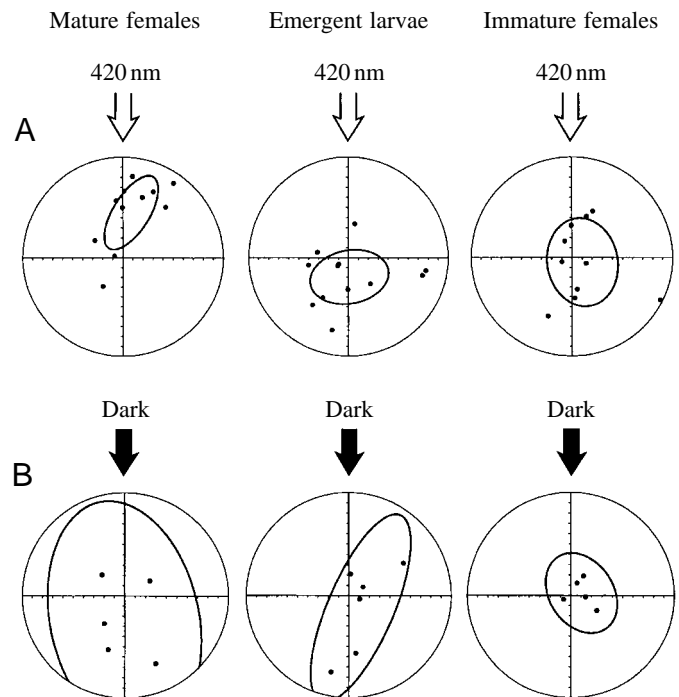 Mature females Emergent larvae Immature females
420 nm 420 nm 420 nm
A
Dark Dark Dark
B